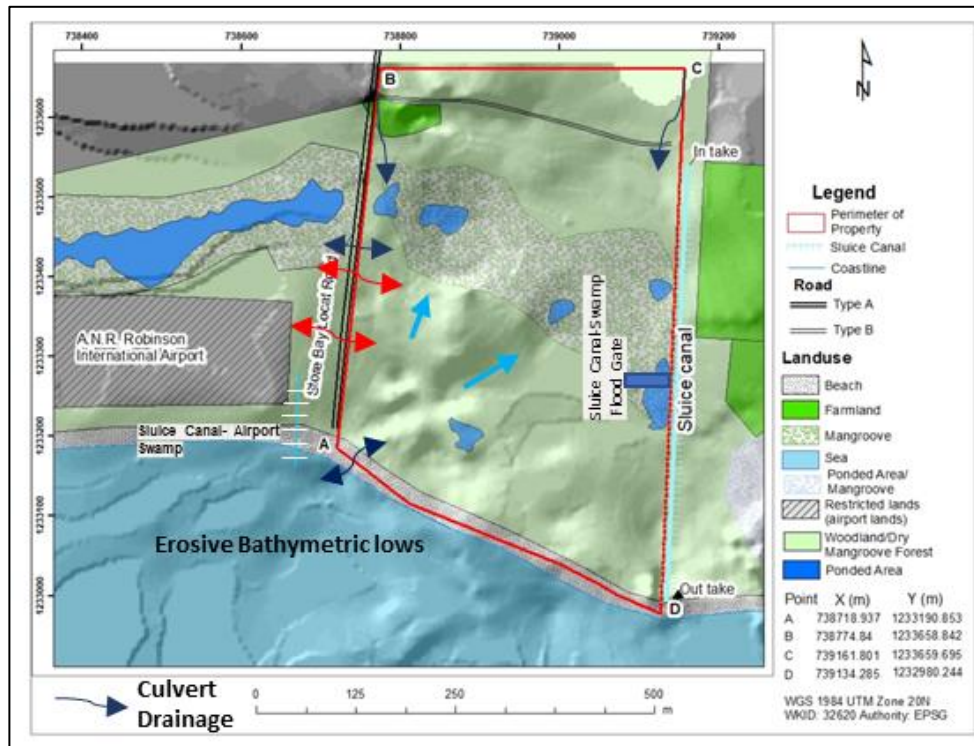 738400
738600
738800
739000
739200
N
B
C
1233600
1233500
1233400
1233300
1233200
1233100
1233000
In take
A.N.R. Robinson
International Airport
Store Bay Local Road
Sluice Canal-Swamp
Flood Gate
Sluice canal
Sluice Canal- Airport
Swamp
A
Erosive Bathymetric lows
Out take
D
Legend
Perimeter of
Property
Sluice Canal
Coastline
Road
Type A
Type B
Landuse
Beach
Farmland
Mangroove
Sea
Ponded Area/
Mangroove
Restricted lands
(airport lands)
Woodland/Dry
Mangroove Forest
Ponded Area
Point X (m) Y (m)
A 738718.937 1233190.853
B 738774.84 1233658.842
C 739161.801 1233659.695
D 739134.285 1232980.244
WGS 1984 UTM Zone 20N
WKID: 32620 Authority: EPSG
Culvert
Drainage
0 125 250 500
m